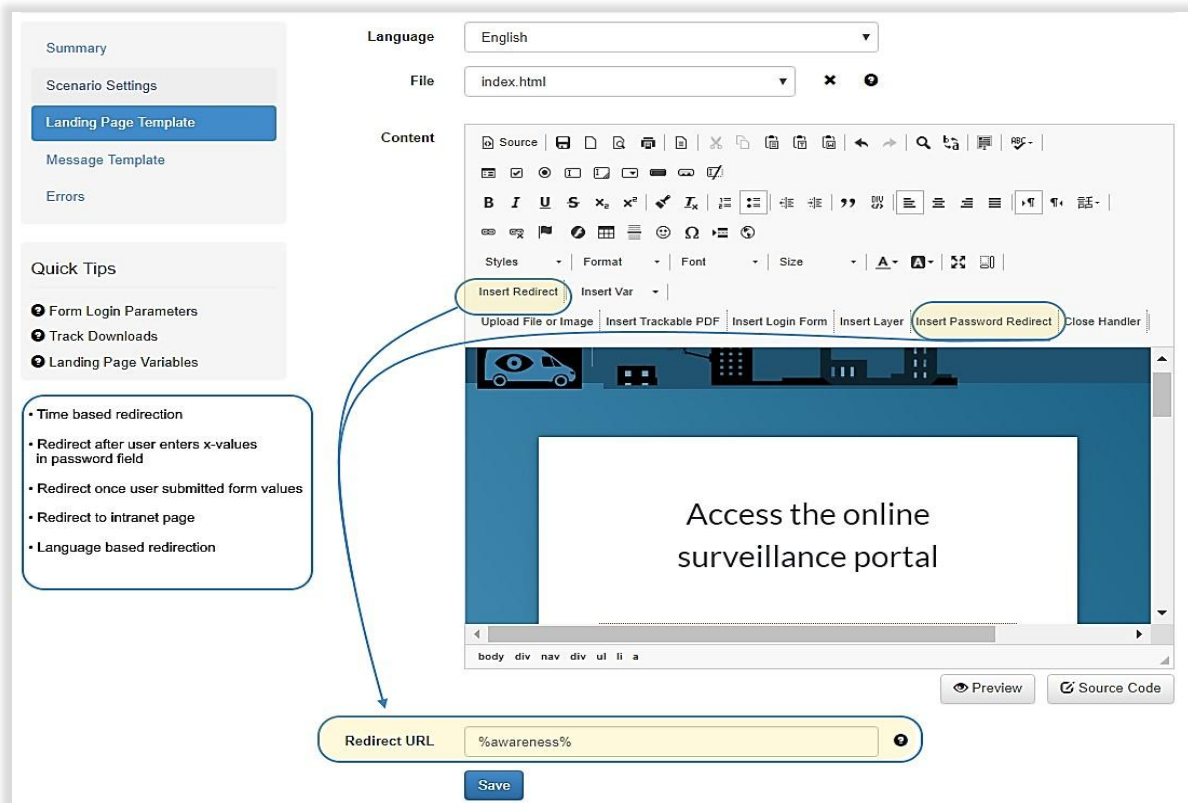 Summary
Scenario Settings
Landing Page Template
Message Template
Errors
Quick Tips
Form Login Parameters
Track Downloads
Landing Page Variables
• Time based redirection
• Redirect after user enters x-values
in password field
• Redirect once user submitted form values
• Redirect to intranet page
• Language based redirection
Language English
File index.html
Content
Source
Styles Format Font Size
Insert Redirect Insert Var
Upload File or Image Insert Trackable PDF Insert Login Form Insert Layer Insert Password Redirect Close Handler
Access the online
surveillance portal
body div nav div ul li a
Preview Source Code
Redirect URL %awareness%
Save